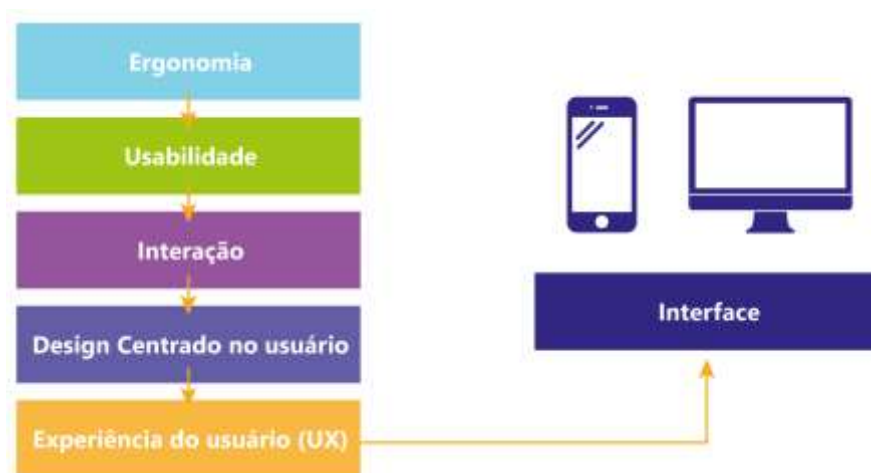 Ergonomia
Usabilidade
Interação
Design Centrado no usuário
Experiência do usuário (UX)
Interface